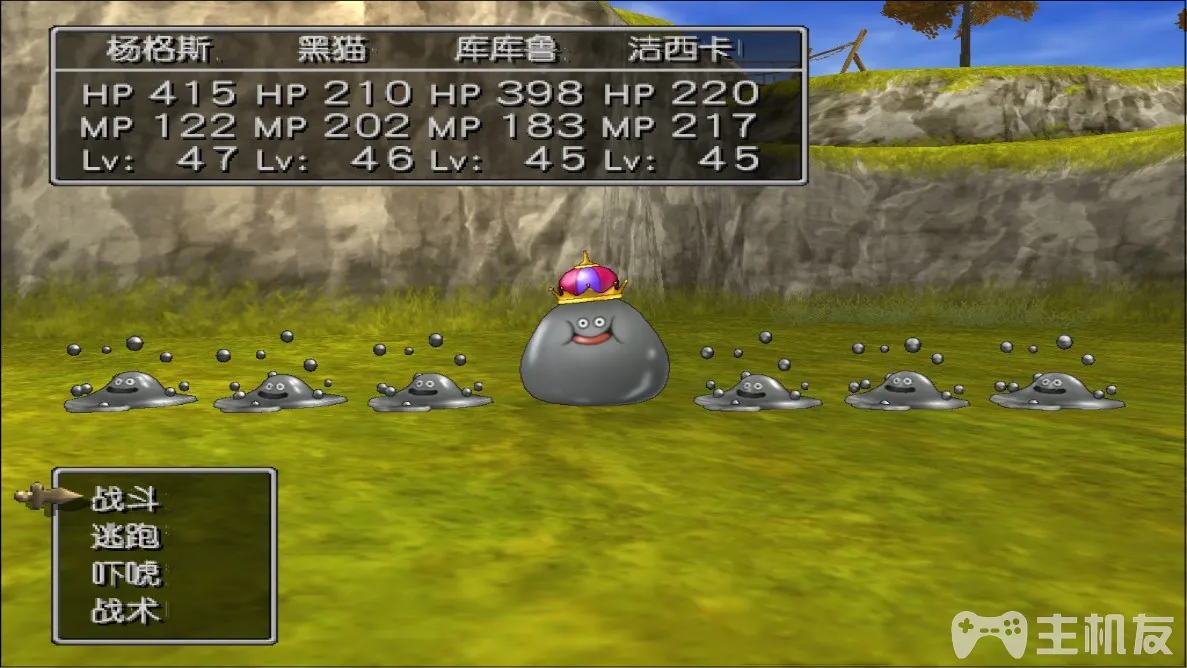 杨格斯 黑猫 库库鲁 洁西卡
HP 415 HP 210 HP 398 HP 220
MP 122 MP 202 MP 183 MP 217
Lv: 47 Lv: 46 Lv: 45 Lv: 45
战斗
逃跑
吓唬
战术
主机友